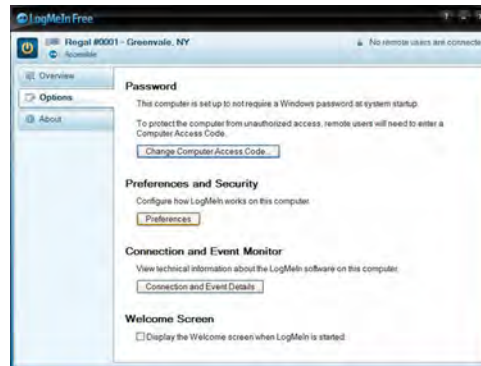 LogMeIn Free
Regal #0001 - Greenvale, NY
No remote users are connecte
Accessible
Overview
Options
About
Password
This computer is set up to not require a Windows password at system startup.
To protect the computer from unauthorized access, remote users will need to enter a
Computer Access Code.
Change Computer Access Code...
Preferences and Security
Configure how LogMeIn works on this computer.
Preferences
Connection and Event Monitor
View technical information about the LogMeIn software on this computer.
Connection and Event Details
Welcome Screen
Display the Welcome screen when LogMeIn is started